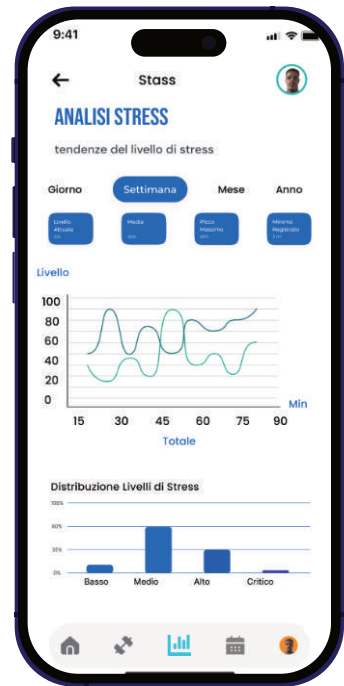 9:41
Stass
ANALISI STRESS
tendenze del livello di stress
Giorno Settimana Mese Anno
Livello Attuale
Media
Picco Massimo
Minimo Registrato
Livello
100
80
60
40
20
0
Min
15 30 45 60 75 90
Totale
Distribuzione Livelli di Stress
100%
0%
Basso Medio Alto Critico